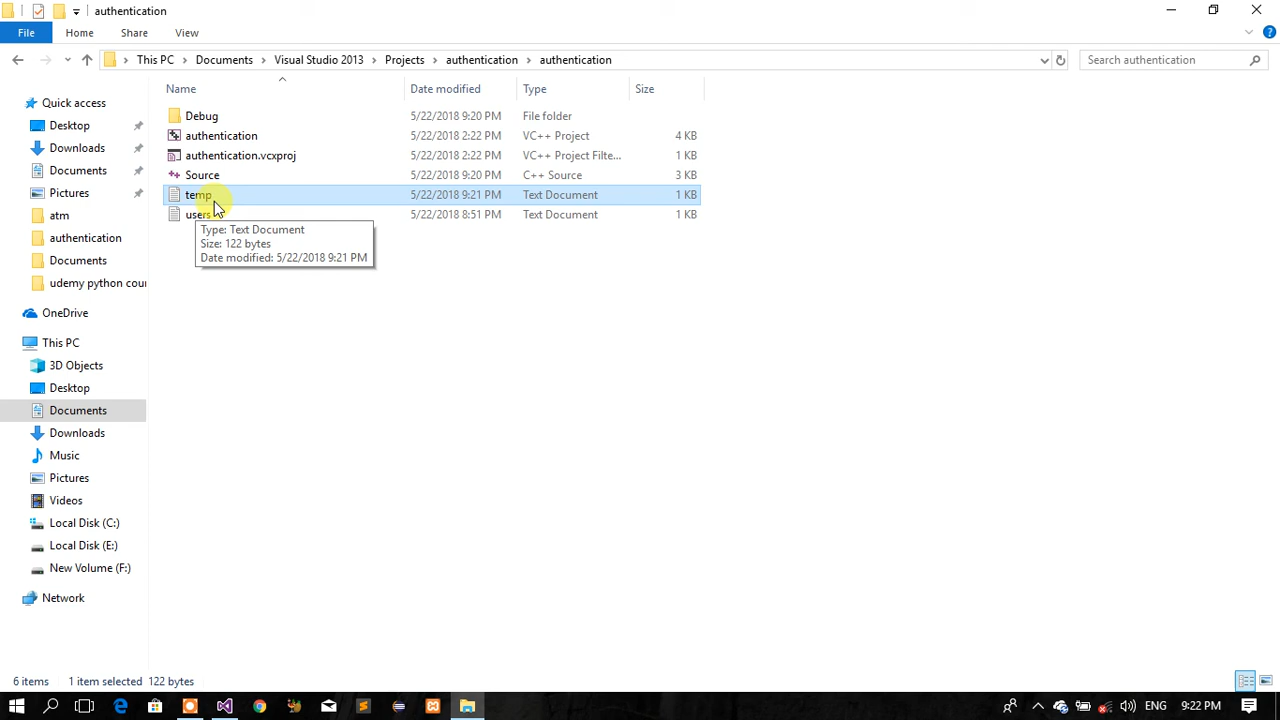 authentication
File Home Share View
This PC Documents Visual Studio 2013 Projects authentication authentication Search authentication
Name Date modified Type Size
Quick access
Desktop
Downloads
Documents
Pictures
atm
authentication
Documents
udemy python cour
OneDrive
This PC
3D Objects
Desktop
Documents
Downloads
Music
Pictures
Videos
Local Disk (C:)
Local Disk (E:)
New Volume (F:)
Network
Debug 5/22/2018 9:20 PM File folder
authentication 5/22/2018 2:22 PM VC++ Project 4 KB
authentication.vcxproj 5/22/2018 2:22 PM VC++ Project Filte... 1 KB
Source 5/22/2018 9:20 PM C++ Source 3 KB
temp 5/22/2018 9:21 PM Text Document 1 KB
users 5/22/2018 8:51 PM Text Document 1 KB
Type: Text Document
Size: 122 bytes
Date modified: 5/22/2018 9:21 PM
6 items 1 item selected 122 bytes
ENG 9:22 PM